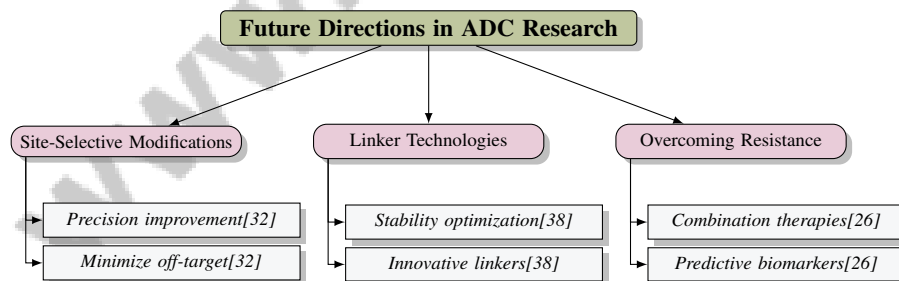 Future Directions in ADC Research
Site-Selective Modifications
Linker Technologies
Overcoming Resistance
Precision improvement[32]
Stability optimization[38]
Combination therapies[26]
Minimize off-target[32]
Innovative linkers[38]
Predictive biomarkers[26]
www.